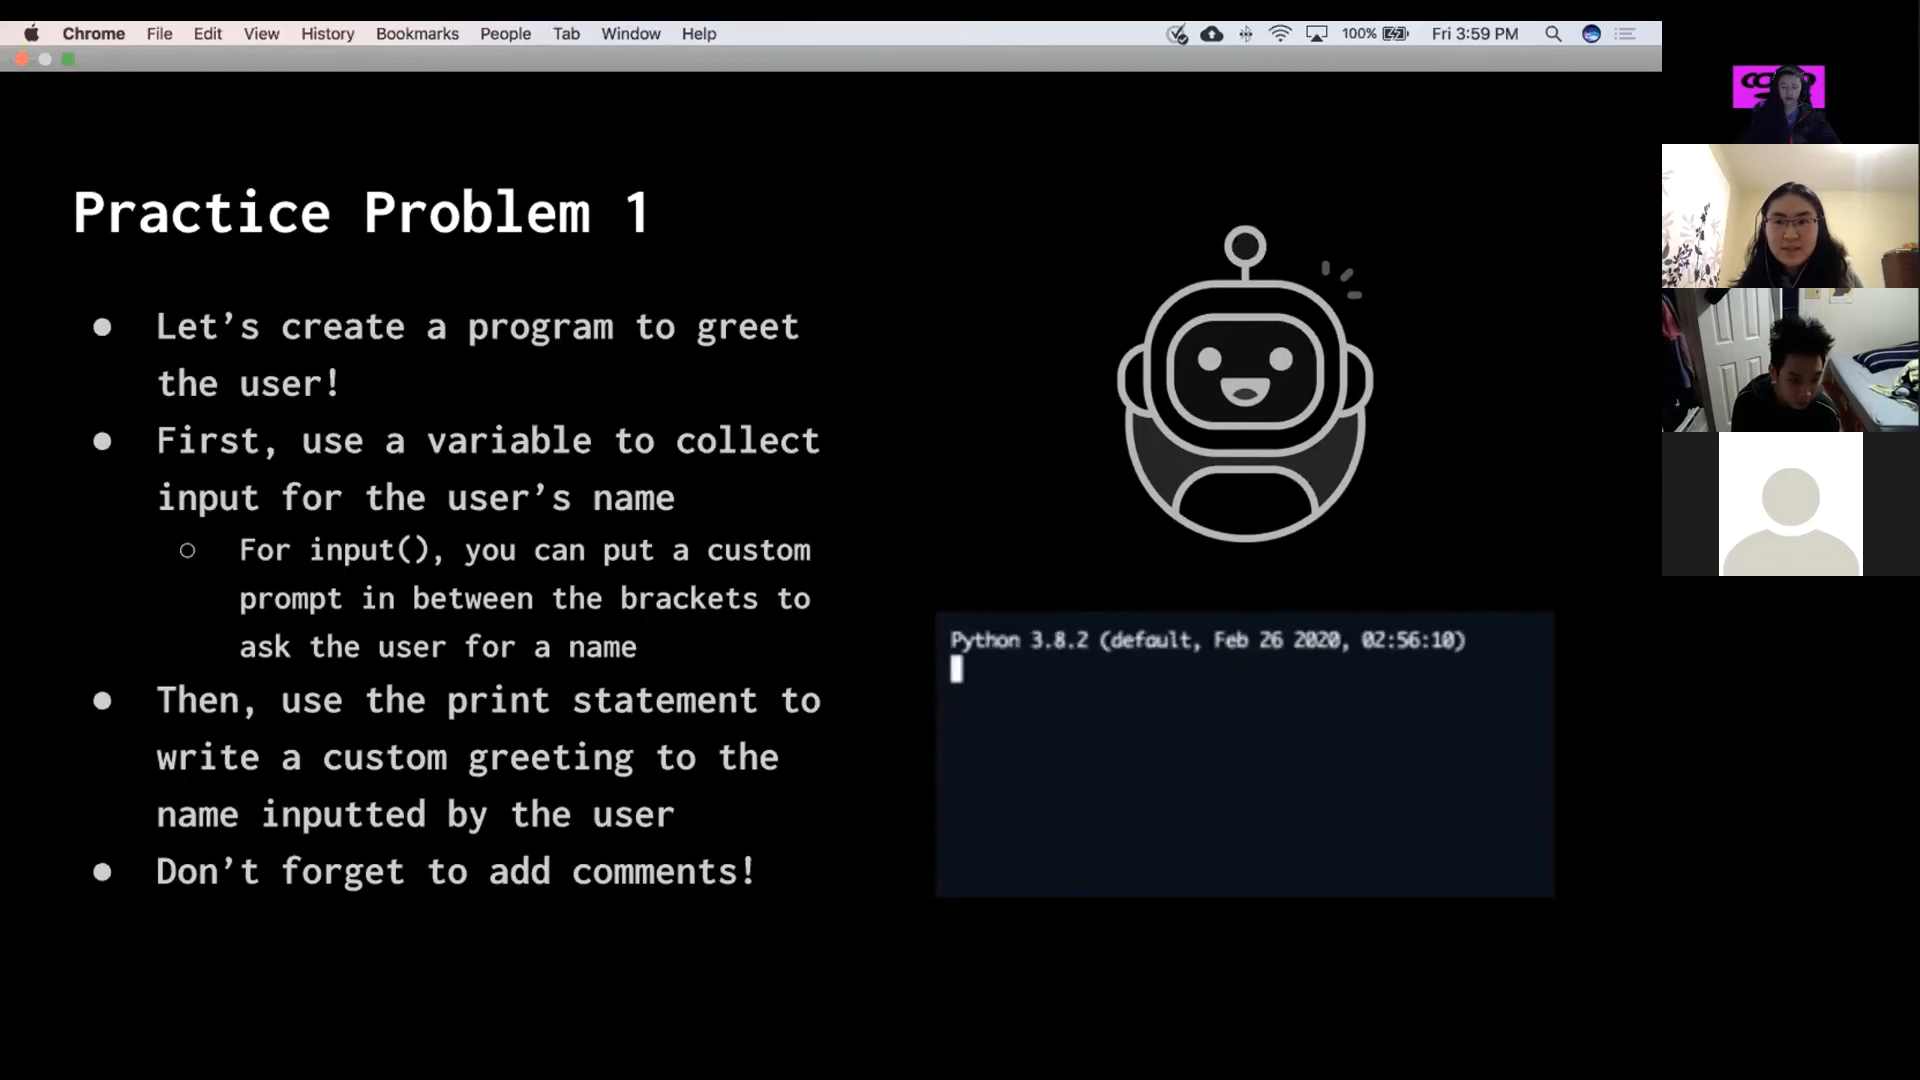 Chrome File Edit View History Bookmarks People Tab Window Help 100% Fri 3:59 PM
Practice Problem 1
● Let’s create a program to greet
the user!
● First, use a variable to collect
input for the user’s name
○ For input(), you can put a custom
prompt in between the brackets to
ask the user for a name
● Then, use the print statement to
write a custom greeting to the
name inputted by the user
● Don’t forget to add comments!
Python 3.8.2 (default, Feb 26 2020, 02:56:10)